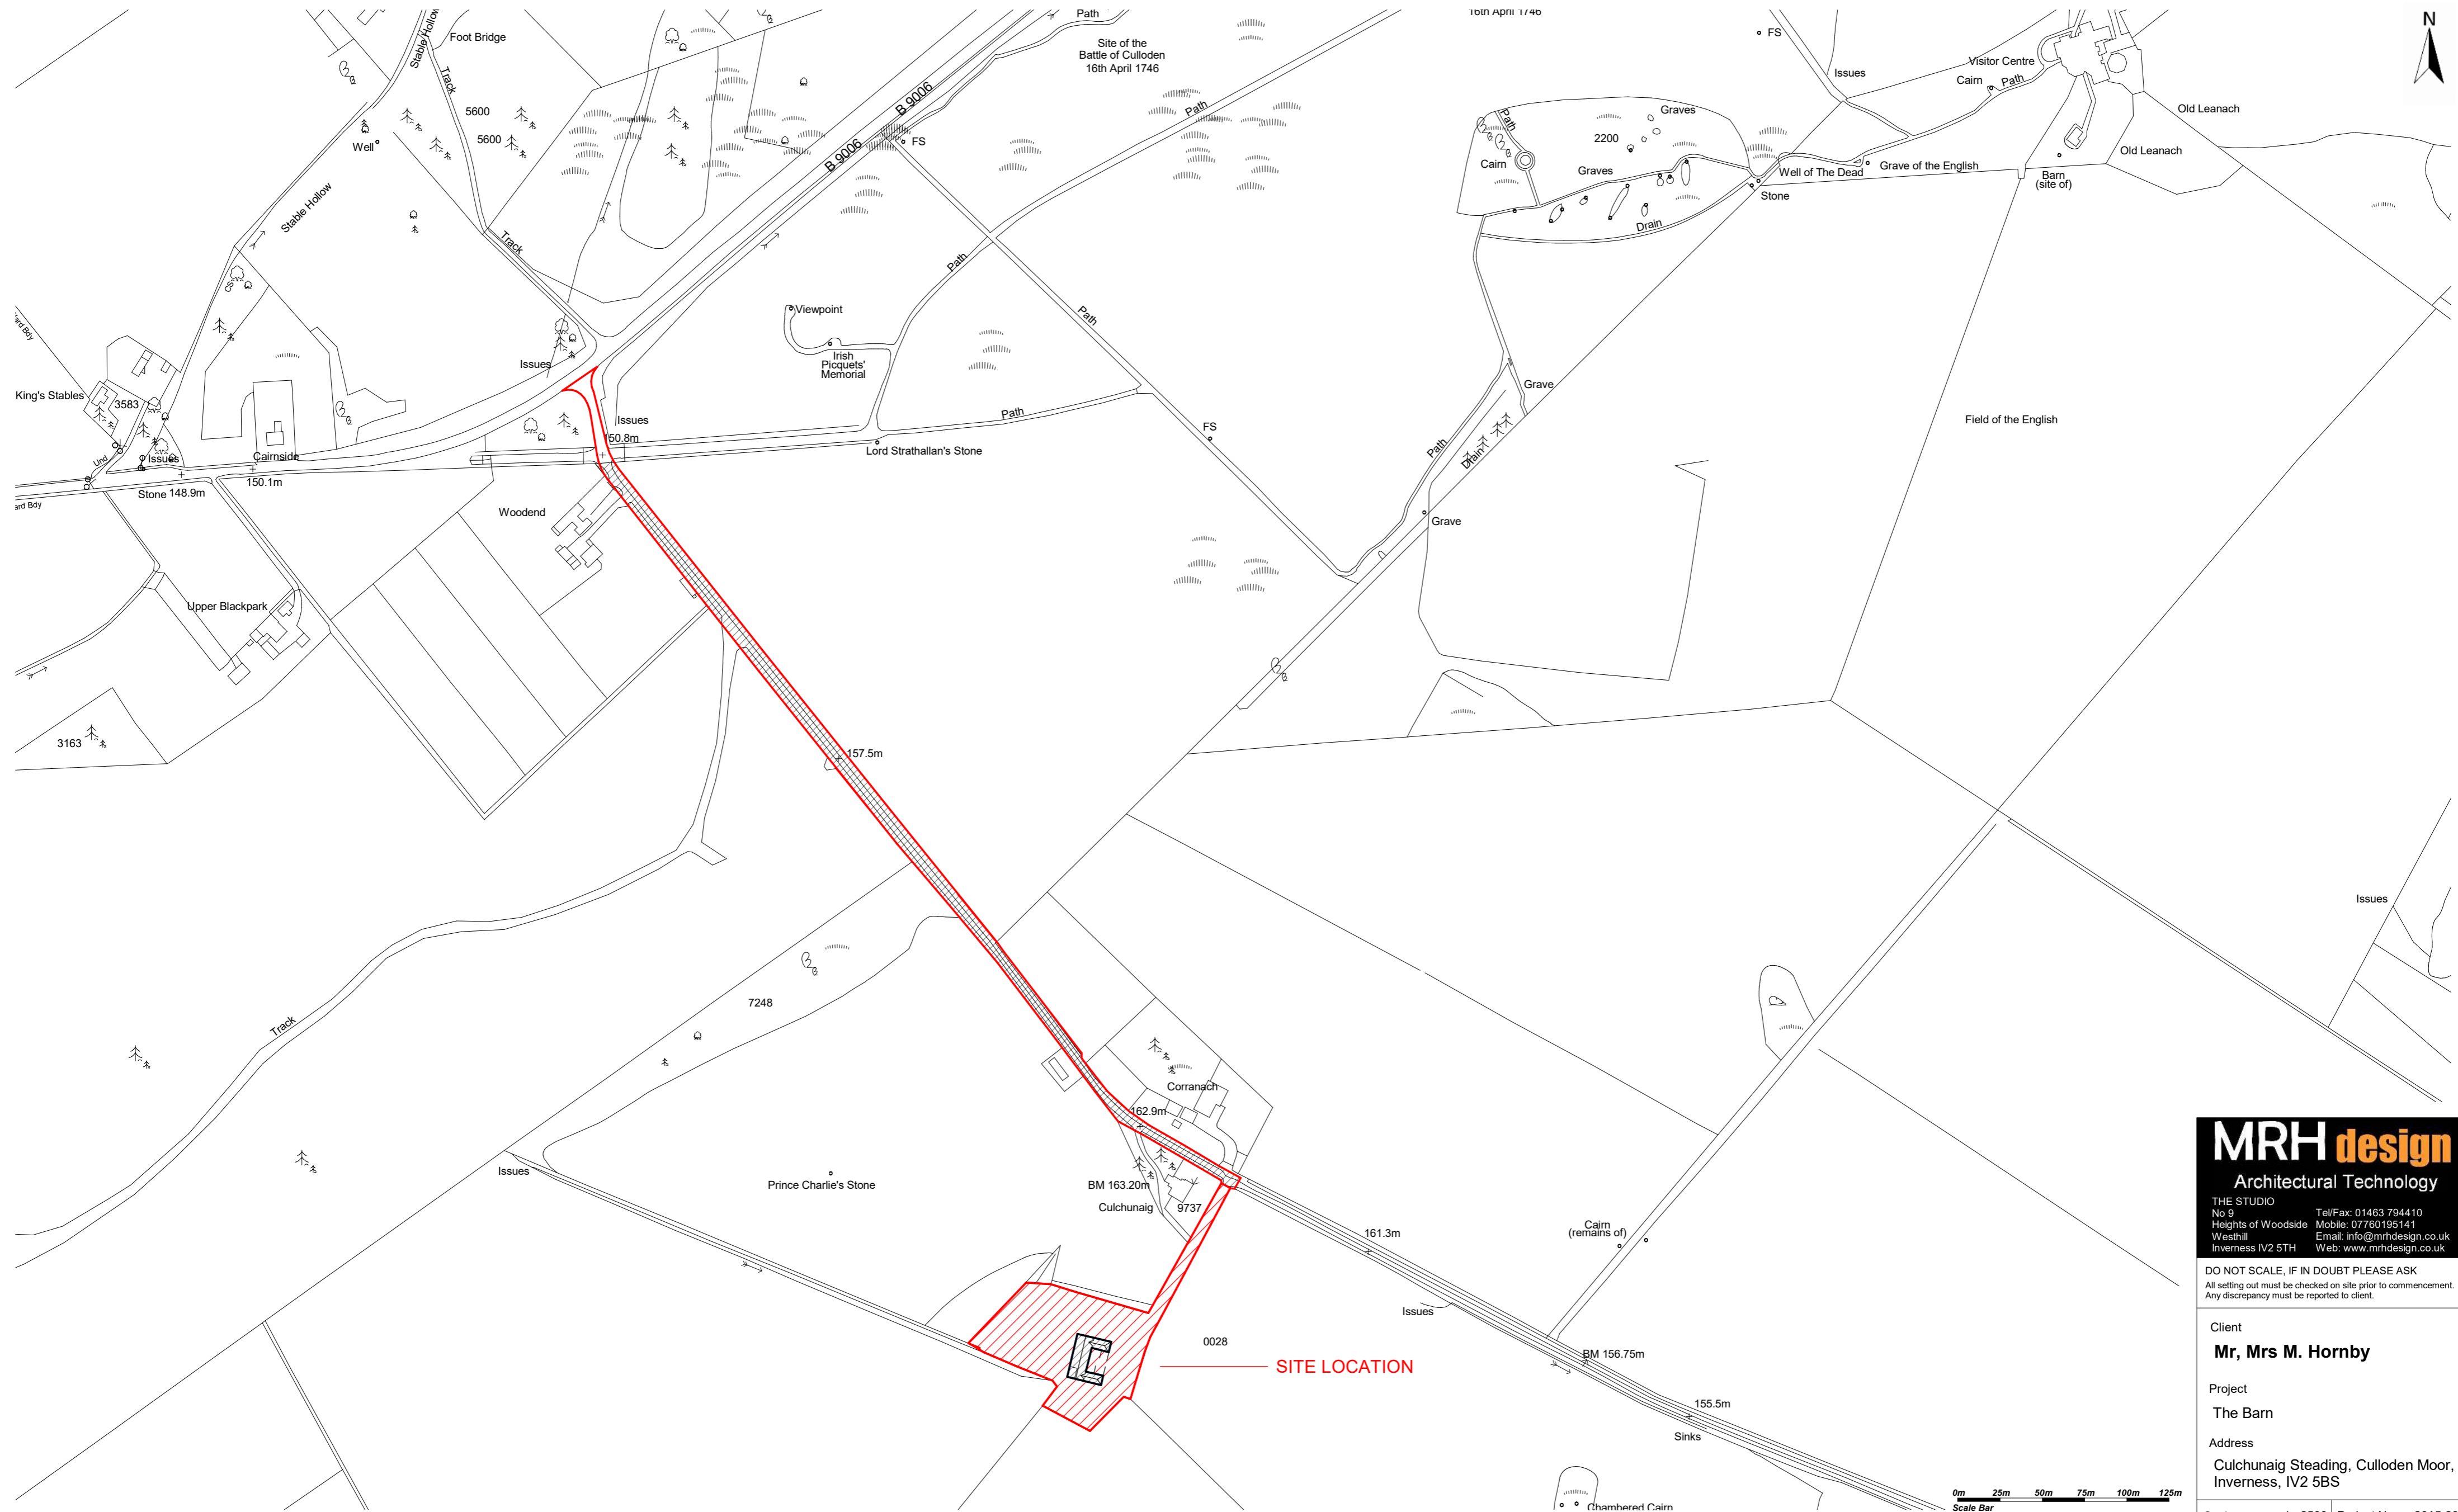 Path
16th April 1746
N
Foot Bridge
Stable Hollow
Track
Site of the
Battle of Culloden
16th April 1746
FS
Visitor Centre
Issues
Cairn
Path
Old Leanach
5600
5600
B 9006
B 9006
FS
Path
Path
Graves
2200
Well
Cairn
Graves
Well of The Dead
Grave of the English
Old Leanach
Barn
(site of)
Stone
Stable Hollow
Drain
Track
Path
CS
Viewpoint
Path
Irish
Picquets'
Memorial
Issues
King's Stables
3583
Grave
Issues
Path
FS
Field of the English
150.8m
Lord Strathallan's Stone
Path
Drain
Und
Issues
Cairnside
150.1m
Stone 148.9m
ard Bdy
Woodend
Grave
Upper Blackpark
3163
157.5m
Issues
7248
Track
Corranach
162.9m
Issues
Prince Charlie's Stone
BM 163.20m
Culchunaig
9737
161.3m
Cairn
(remains of)
Issues
0028
SITE LOCATION
BM 156.75m
155.5m
Sinks
Chambered Cairn
0m 25m 50m 75m 100m 125m
Scale Bar
MRH design
Architectural Technology
THE STUDIO
No 9 Tel/Fax: 01463 794410
Heights of Woodside Mobile: 07760195141
Westhill Email: info@mrhdesign.co.uk
Inverness IV2 5TH Web: www.mrhdesign.co.uk
DO NOT SCALE, IF IN DOUBT PLEASE ASK
All setting out must be checked on site prior to commencement.
Any discrepancy must be reported to client.
Client
Mr, Mrs M. Hornby
Project
The Barn
Address
Culchunaig Steading, Culloden Moor,
Inverness, IV2 5BS